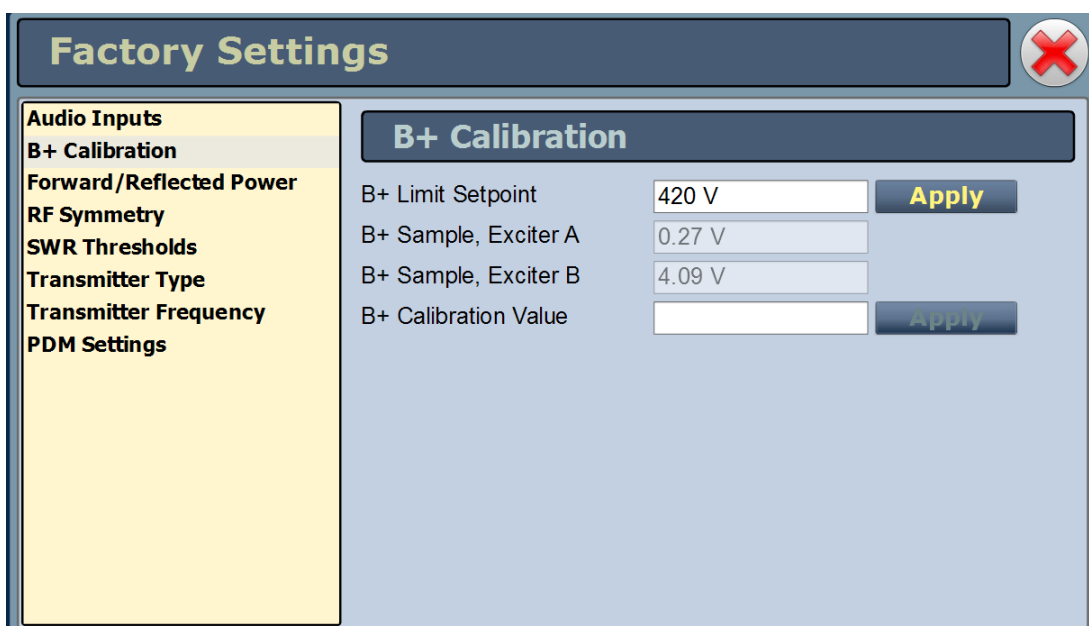 Factory Settings
Audio Inputs
B+ Calibration
Forward/Reflected Power
RF Symmetry
SWR Thresholds
Transmitter Type
Transmitter Frequency
PDM Settings
B+ Calibration
B+ Limit Setpoint 420 V Apply
B+ Sample, Exciter A 0.27 V
B+ Sample, Exciter B 4.09 V
B+ Calibration Value Apply